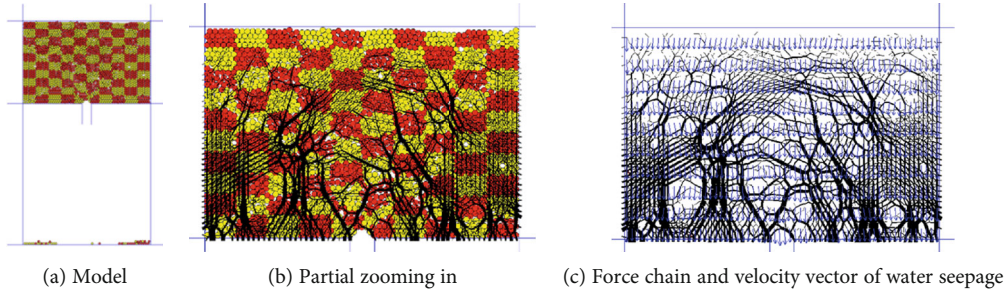 (a) Model
(b) Partial zooming in
(c) Force chain and velocity vector of water seepage